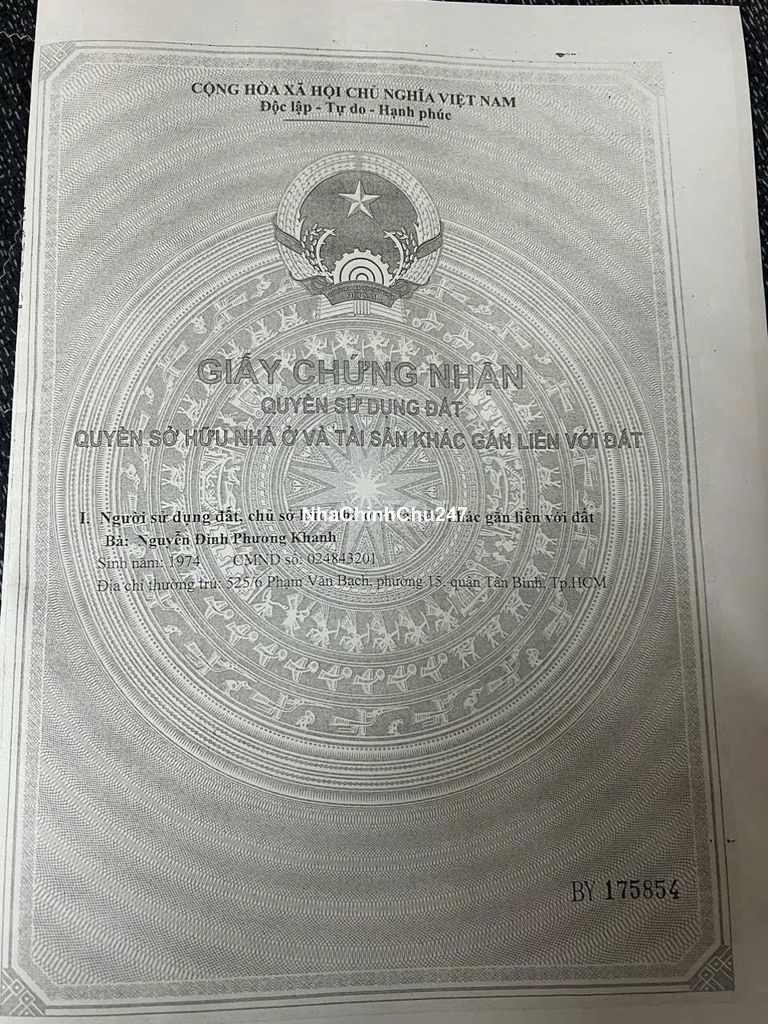 CỘNG HÒA XÃ HỘI CHỦ NGHĨA VIỆT NAM
Độc lập - Tự do - Hạnh phúc
GIẤY CHỨNG NHẬN
QUYỀN SỬ DỤNG ĐẤT
QUYỀN SỞ HỮU NHÀ Ở VÀ TÀI SẢN KHÁC GẮN LIỀN VỚI ĐẤT
I. Người sử dụng đất, chủ sở gắn liền với đất
NhaChinhChu247
Bà: Nguyễn Đình Phương Khanh
Sinh năm: 1974 CMND số: 024843201
Địa chỉ thường trú: 525/6 Phạm Văn Bạch, phường 15, quận Tân Bình, Tp.HCM
BY 175854